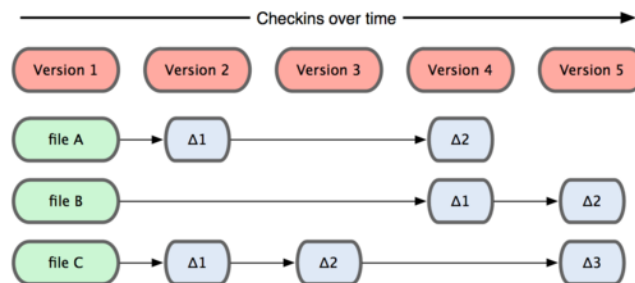 Checkins over time
Version 1 Version 2 Version 3 Version 4 Version 5
file A Δ1 Δ2
file B Δ1 Δ2
file C Δ1 Δ2 Δ3